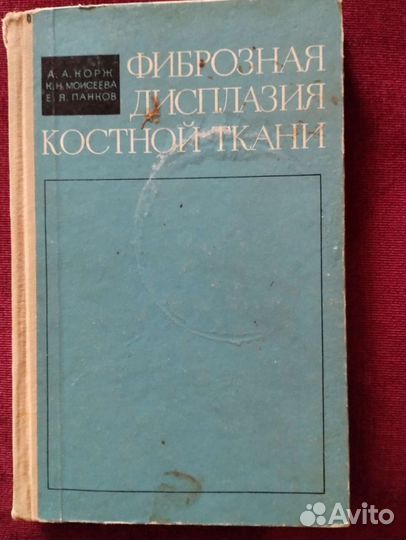 А. А. КОРЖ
К. Н. МОИСЕЕВА
Е. Я. ПАНКОВ
ФИБРОЗНАЯ
ДИСПЛАЗИЯ
КОСТНОЙ ТКАНИ
Avito